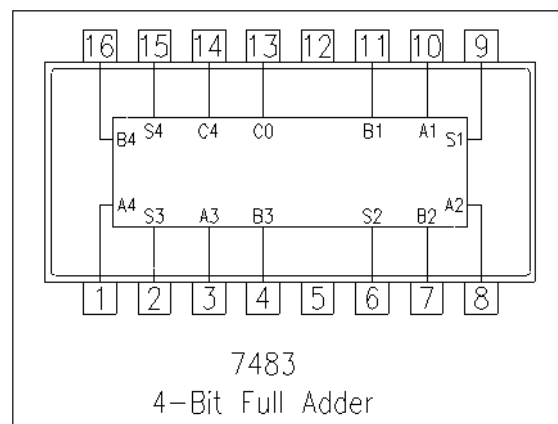 16 15 14 13 12 11 10 9
B4 S4 C4 C0 B1 A1 S1
A4 S3 A3 B3 S2 B2 A2
1 2 3 4 5 6 7 8
7483
4-Bit Full Adder